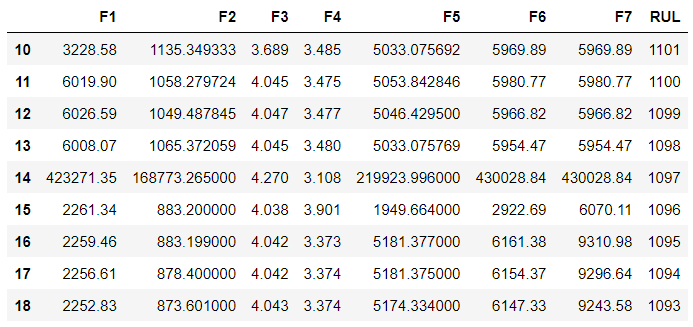 F1 F2 F3 F4 F5 F6 F7 RUL
10 3228.58 1135.349333 3.689 3.485 5033.075692 5969.89 5969.89 1101
11 6019.90 1058.279724 4.045 3.475 5053.842846 5980.77 5980.77 1100
12 6026.59 1049.487845 4.047 3.477 5046.429500 5966.82 5966.82 1099
13 6008.07 1065.372059 4.045 3.480 5033.075769 5954.47 5954.47 1098
14 423271.35 168773.265000 4.270 3.108 219923.996000 430028.84 430028.84 1097
15 2261.34 883.200000 4.038 3.901 1949.664000 2922.69 6070.11 1096
16 2259.46 883.199000 4.042 3.373 5181.377000 6161.38 9310.98 1095
17 2256.61 878.400000 4.042 3.374 5181.375000 6154.37 9296.64 1094
18 2252.83 873.601000 4.043 3.374 5174.334000 6147.33 9243.58 1093